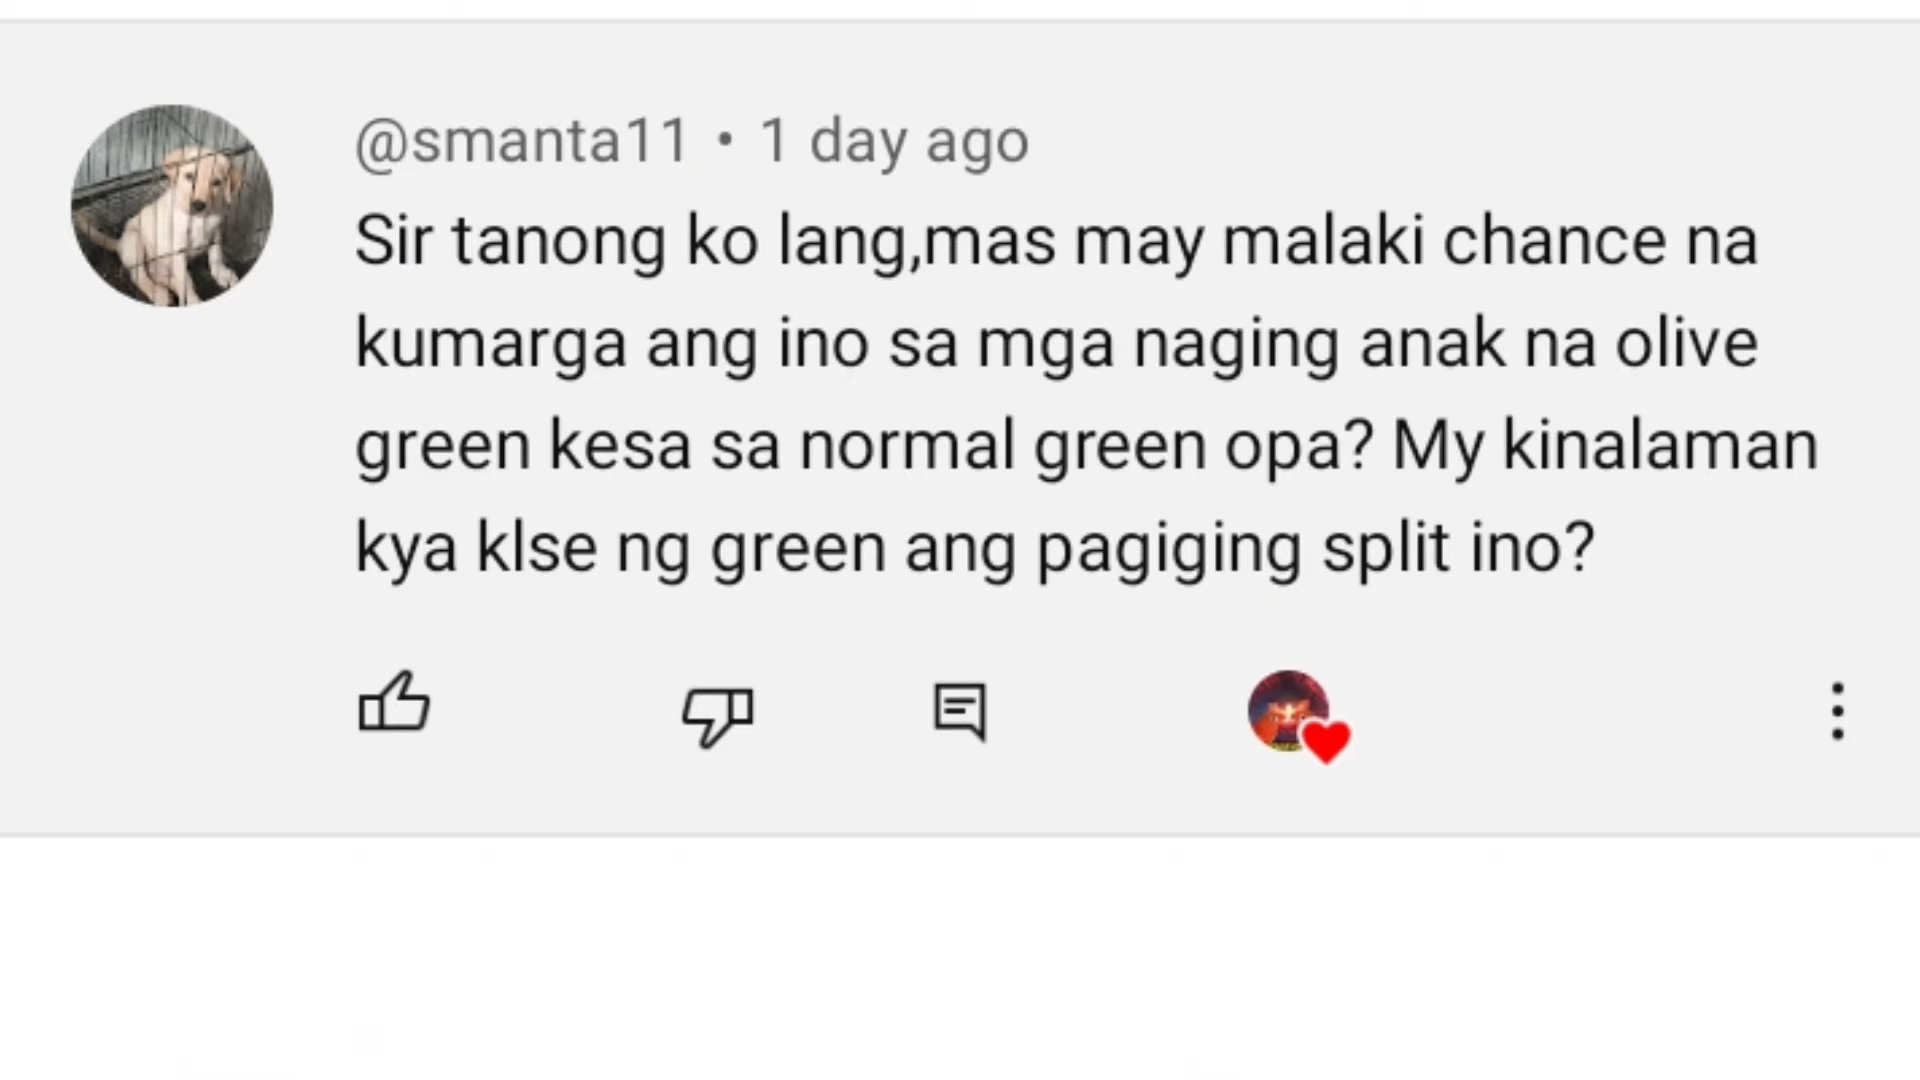 @smanta11 • 1 day ago
Sir tanong ko lang,mas may malaki chance na
kumarga ang ino sa mga naging anak na olive
green kesa sa normal green opa? My kinalaman
kya klse ng green ang pagiging split ino?